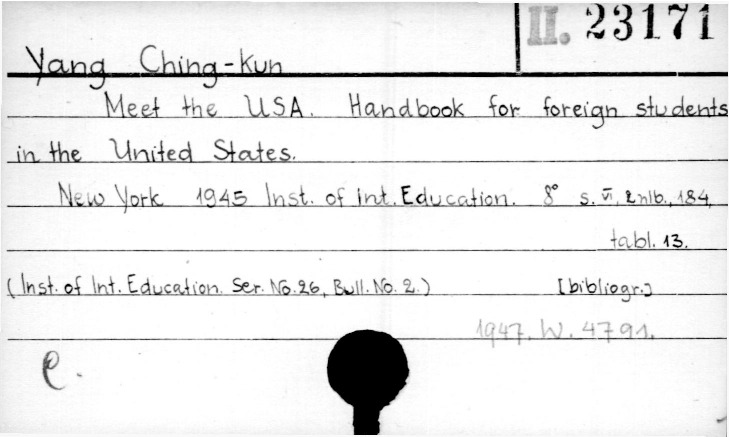 II. 23171
Yang Ching-Kun
Meet the USA. Handbook for foreign students
in the United States.
New York 1945 Inst. of int. Education. 8° s. VI, 2 nlb., 184,
tabl. 13.
(Inst. of Int. Education. Ser. No. 26, Bull. No. 2.) [bibliogr.]
1947. W. 4791.
e.